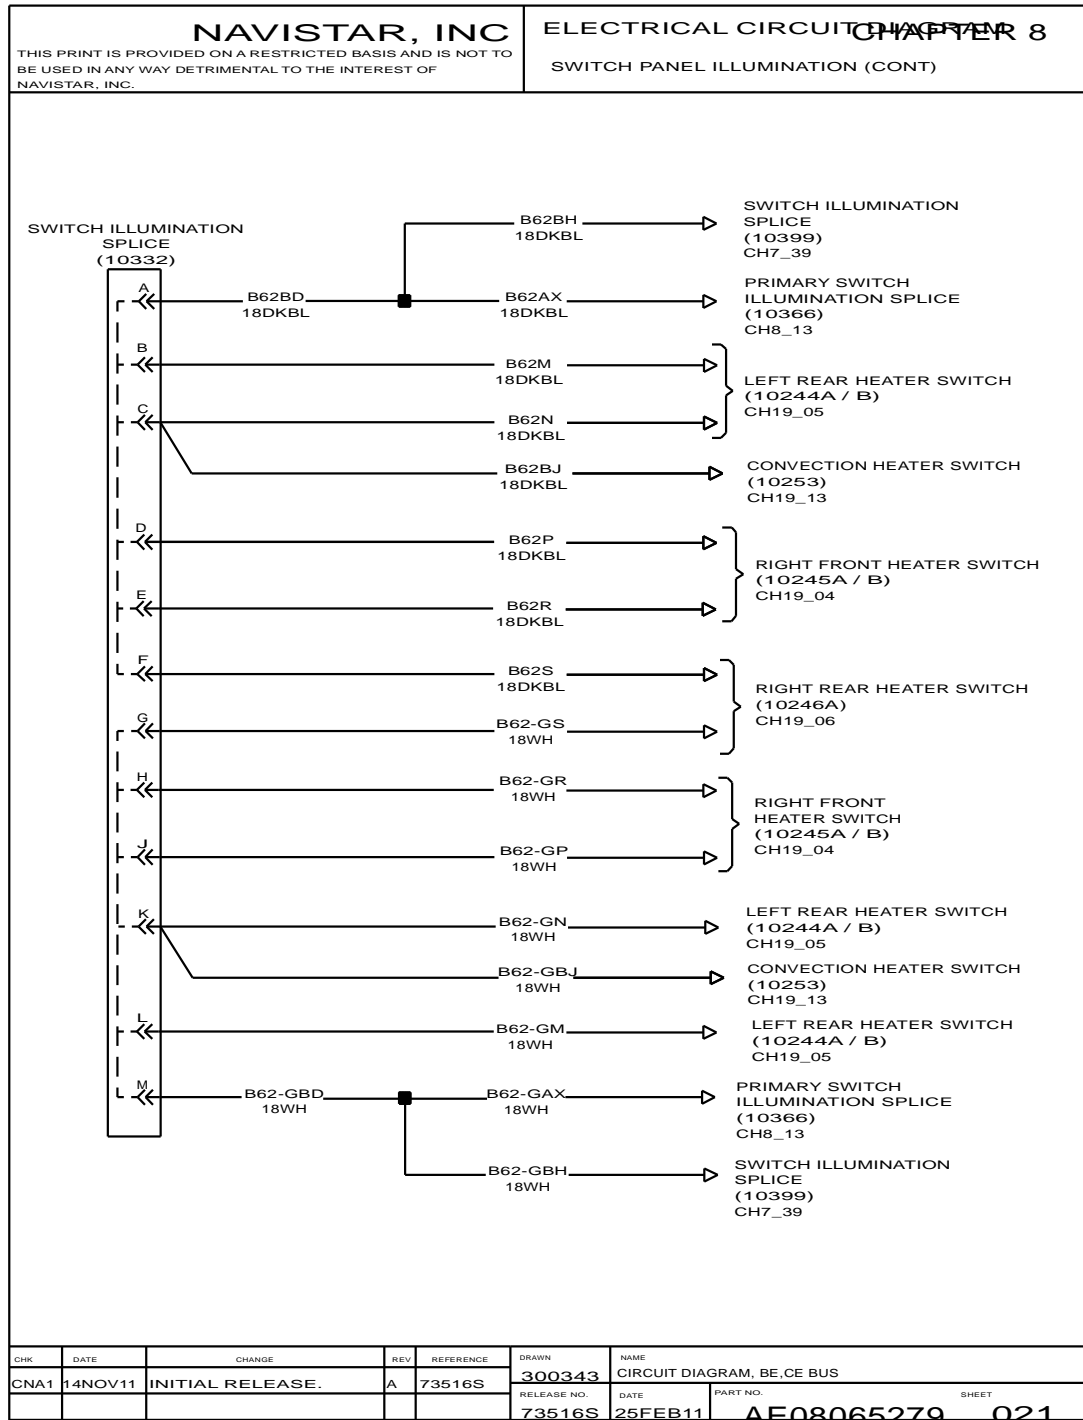 NAVISTAR, INC
THIS PRINT IS PROVIDED ON A RESTRICTED BASIS AND IS NOT TO
BE USED IN ANY WAY DETRIMENTAL TO THE INTEREST OF
NAVISTAR, INC.
ELECTRICAL CIRCUIT DIAGRAM
CHAPTER 8
SWITCH PANEL ILLUMINATION (CONT)
SWITCH ILLUMINATION
SPLICE
(10332)
A
B62BD
18DKBL
B62BH
18DKBL
SWITCH ILLUMINATION
SPLICE
(10399)
CH7_39
B62AX
18DKBL
PRIMARY SWITCH
ILLUMINATION SPLICE
(10366)
CH8_13
B
B62M
18DKBL
LEFT REAR HEATER SWITCH
(10244A / B)
CH19_05
C
B62N
18DKBL
B62BJ
18DKBL
CONVECTION HEATER SWITCH
(10253)
CH19_13
D
B62P
18DKBL
RIGHT FRONT HEATER SWITCH
(10245A / B)
CH19_04
E
B62R
18DKBL
F
B62S
18DKBL
RIGHT REAR HEATER SWITCH
(10246A)
CH19_06
G
B62-GS
18WH
H
B62-GR
18WH
RIGHT FRONT
HEATER SWITCH
(10245A / B)
CH19_04
J
B62-GP
18WH
K
B62-GN
18WH
LEFT REAR HEATER SWITCH
(10244A / B)
CH19_05
B62-GBJ
18WH
CONVECTION HEATER SWITCH
(10253)
CH19_13
L
B62-GM
18WH
LEFT REAR HEATER SWITCH
(10244A / B)
CH19_05
M
B62-GBD
18WH
B62-GAX
18WH
PRIMARY SWITCH
ILLUMINATION SPLICE
(10366)
CH8_13
B62-GBH
18WH
SWITCH ILLUMINATION
SPLICE
(10399)
CH7_39
CHK DATE CHANGE REV REFERENCE
CNA1 14NOV11 INITIAL RELEASE. A 73516S
DRAWN
300343
NAME
CIRCUIT DIAGRAM, BE,CE BUS
RELEASE NO.
73516S
DATE
25FEB11
PART NO.
AE08065279
SHEET
021